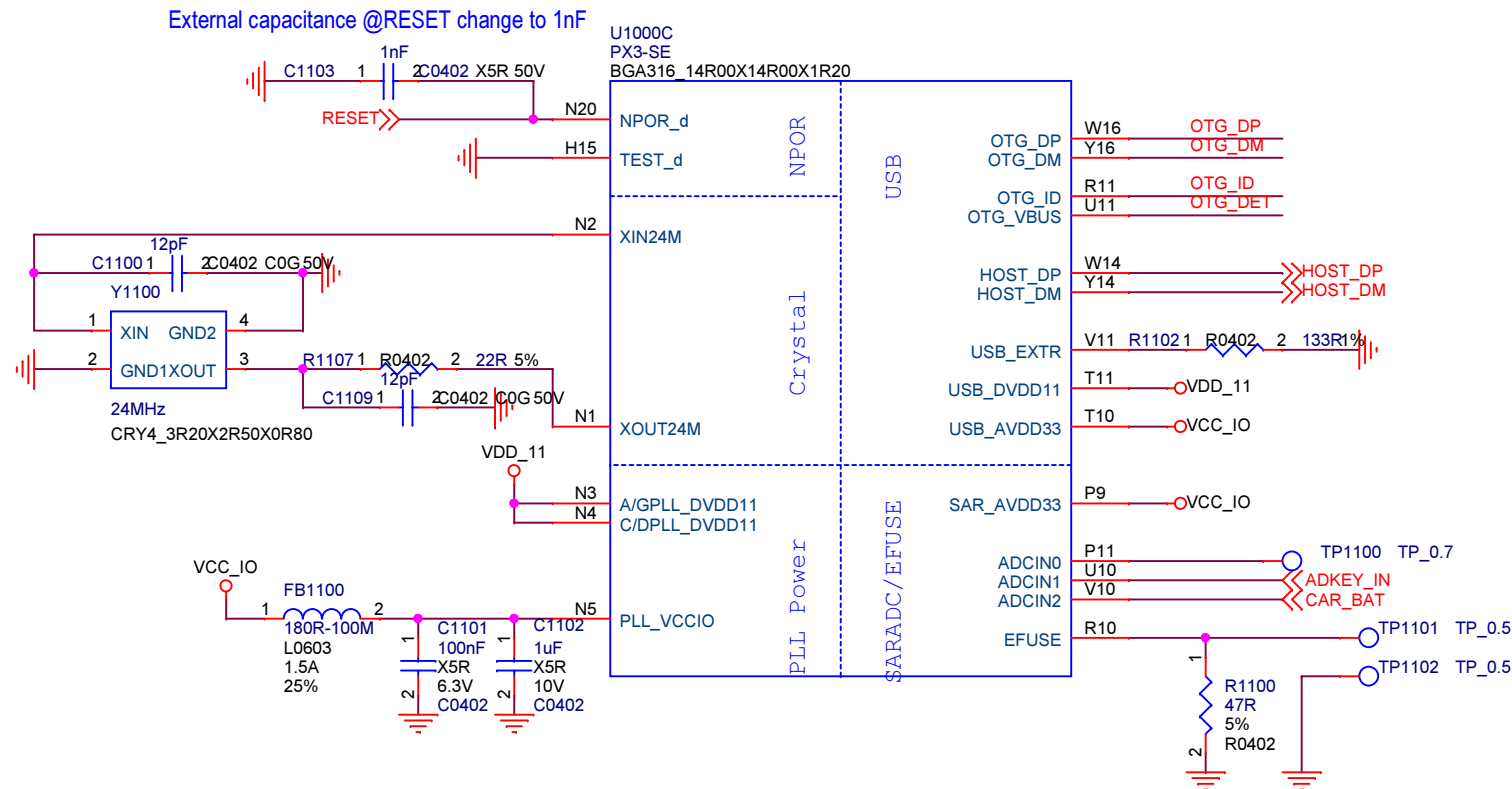 External capacitance @RESET change to 1nF
U1000C
PX3-SE
BGA316_14R00X14R00X1R20
1nF
C1103 1 2 C0402 X5R 50V
RESET
N20 NPOR_d
H15 TEST_d
NPOR
USB
OTG_DP W16 OTG_DP
OTG_DM Y16 OTG_DM
OTG_ID R11 OTG_ID
OTG_VBUS U11 OTG_DET
N2 XIN24M
12pF
C1100 1 2 C0402 C0G 50V
Y1100
1 XIN GND2 4
2 GND1 XOUT 3
24MHz
CRY4_3R20X2R50X0R80
R1107 1 R0402 2 22R 5%
12pF
C1109 1 2 C0402 C0G 50V
N1 XOUT24M
Crystal
HOST_DP W14 HOST_DP
HOST_DM Y14 HOST_DM
USB_EXTR V11 R1102 1 R0402 2 133R 1%
USB_DVDD11 T11 VDD_11
USB_AVDD33 T10 VCC_IO
VDD_11
N3 A/GPLL_DVDD11
N4 C/DPLL_DVDD11
PLL Power
SARADC/EFUSE
SAR_AVDD33 P9 VCC_IO
ADCIN0 P11 TP1100 TP_0.7
ADCIN1 U10 ADKEY_IN
ADCIN2 V10 CAR_BAT
EFUSE R10 TP1101 TP_0.5
TP1102 TP_0.5
VCC_IO
FB1100
1 2
180R-100M
L0603
1.5A
25%
N5 PLL_VCCIO
C1101
1
100nF
X5R
6.3V
2
C0402
C1102
1
1uF
X5R
10V
2
C0402
1
R1100
47R
5%
R0402
2